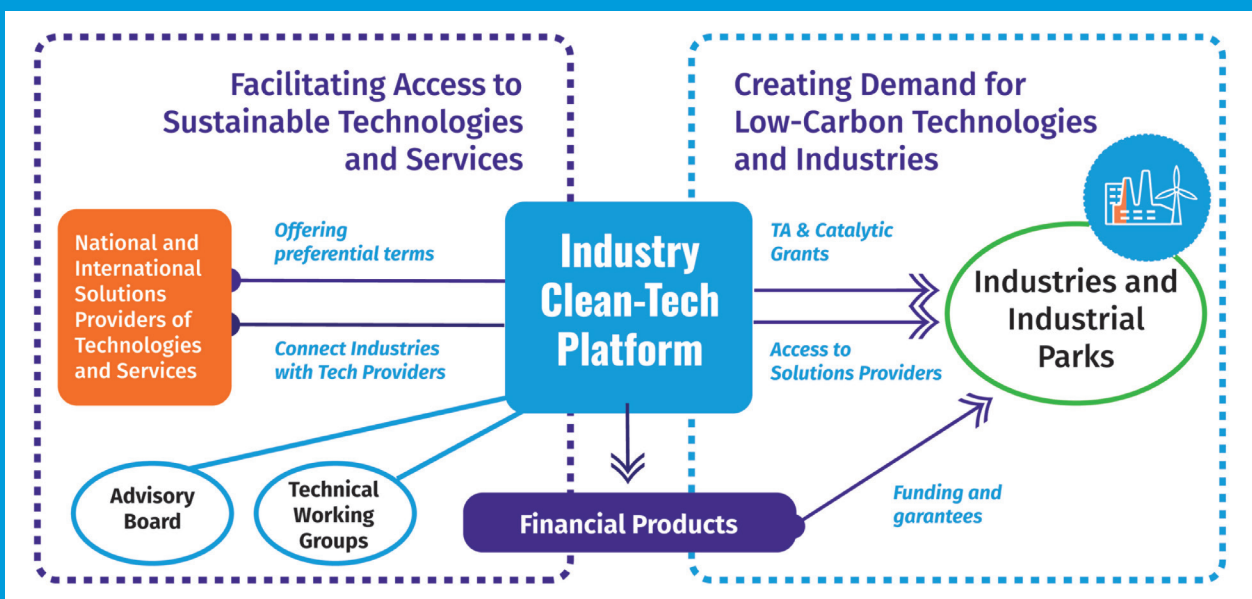 Facilitating Access to
Sustainable Technologies
and Services
Creating Demand for
Low-Carbon Technologies
and Industries
National and
International
Solutions
Providers of
Technologies
and Services
Offering
preferential terms
Connect Industries
with Tech Providers
Industry
Clean-Tech
Platform
TA & Catalytic
Grants
Access to
Solutions Providers
Industries and
Industrial
Parks
Advisory
Board
Technical
Working
Groups
Financial Products
Funding and
garantees